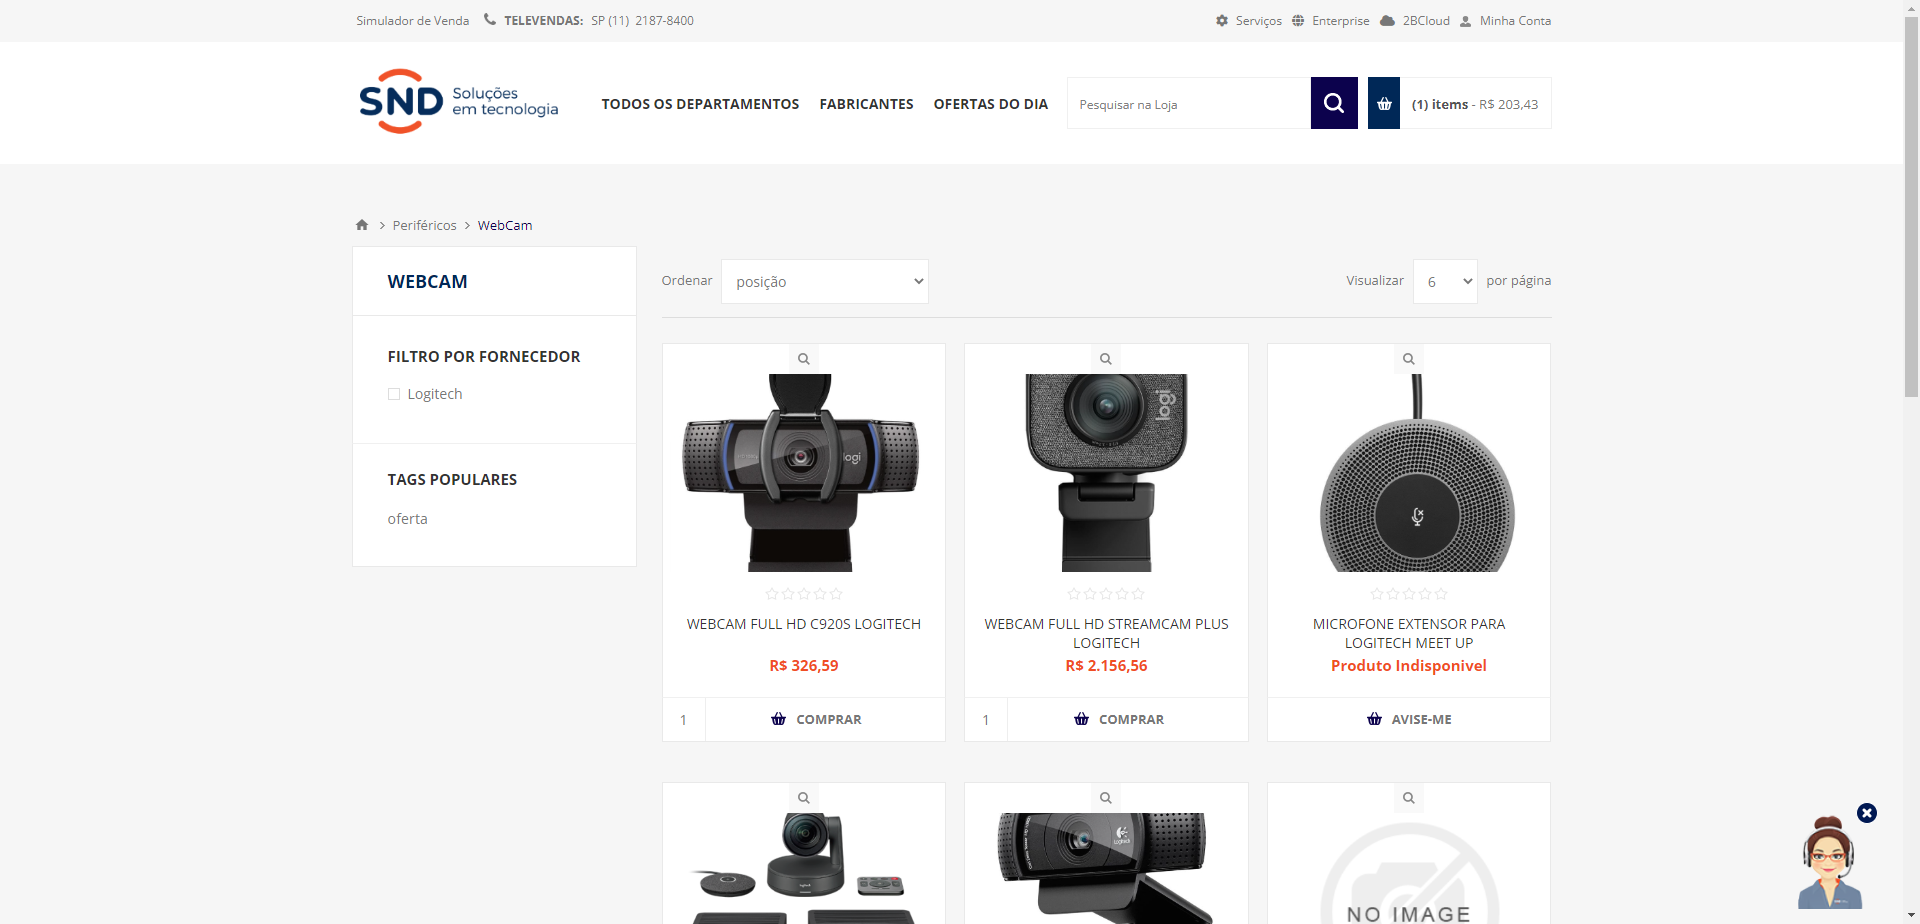 Simulador de Venda TELEVENDAS: SP (11) 2187-8400 Serviços Enterprise 2BCloud Minha Conta
SND Soluções em tecnologia
TODOS OS DEPARTAMENTOS FABRICANTES OFERTAS DO DIA Pesquisar na Loja (1) items - R$ 203,43
Periféricos WebCam
WEBCAM
FILTRO POR FORNECEDOR
Logitech
TAGS POPULARES
oferta
Ordenar posição Visualizar 6 por página
logi
WEBCAM FULL HD C920S LOGITECH
R$ 326,59
1 COMPRAR
logi
WEBCAM FULL HD STREAMCAM PLUS
LOGITECH
R$ 2.156,56
1 COMPRAR
MICROFONE EXTENSOR PARA
LOGITECH MEET UP
Produto Indisponivel
AVISE-ME
Logitech
NO IMAGE